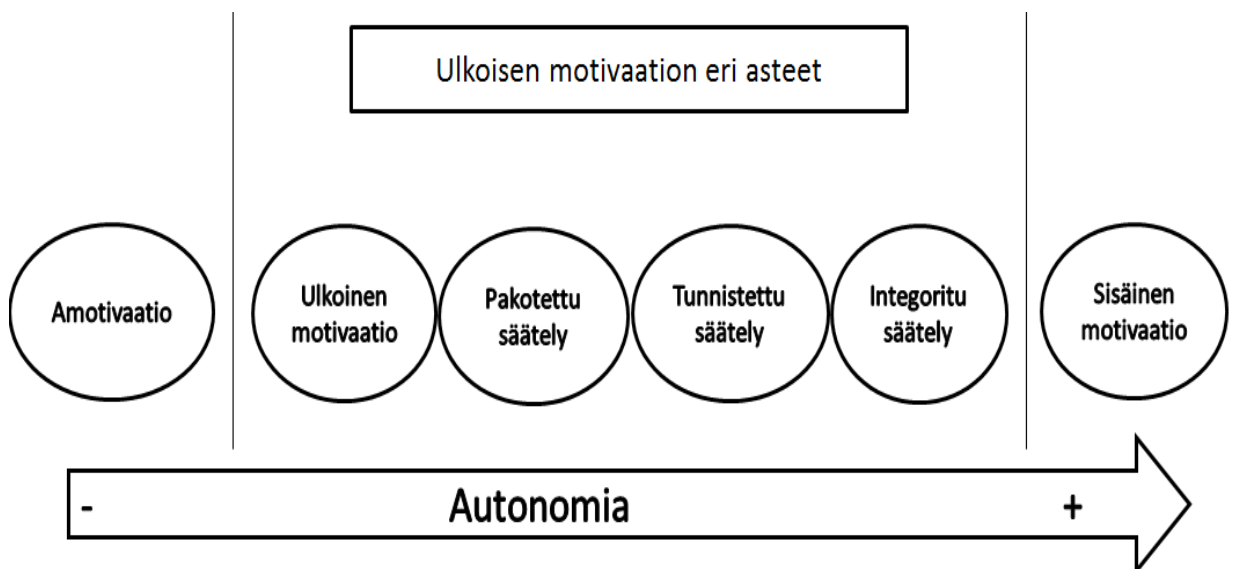 Ulkoisen motivaation eri asteet
Amotivaatio
Ulkoinen
motivaatio
Pakotettu
säätely
Tunnistettu
säätely
Integoritu
säätely
Sisäinen
motivaatio
- Autonomia +